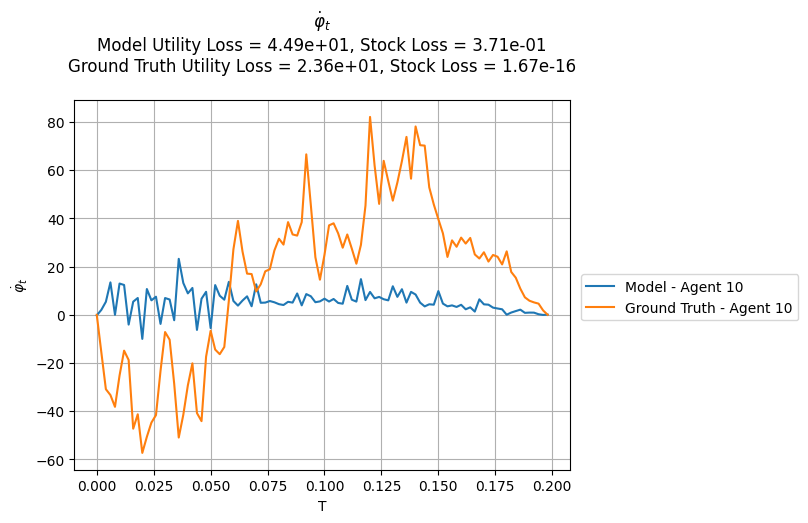 φ̇ₜ
Model Utility Loss = 4.49e+01, Stock Loss = 3.71e-01
Ground Truth Utility Loss = 2.36e+01, Stock Loss = 1.67e-16
80
60
40
20
0
−20
−40
−60
φ̇ₜ
0.000 0.025 0.050 0.075 0.100 0.125 0.150 0.175 0.200
T
Model - Agent 10
Ground Truth - Agent 10